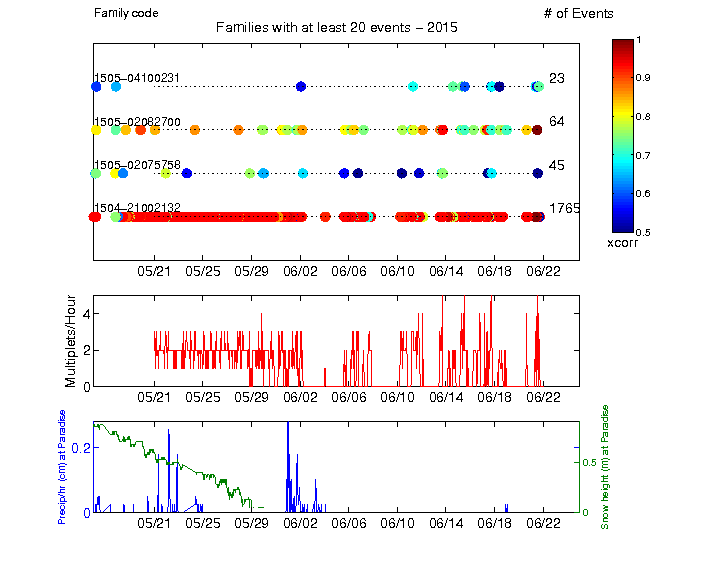 Family code
# of Events
Families with at least 20 events − 2015
1505−04100231
23
1505−02082700
64
1505−02075758
45
1504−21002132
1765
1
0.9
0.8
0.7
0.6
0.5
xcorr
05/21 05/25 05/29 06/02 06/06 06/10 06/14 06/18 06/22
Multiplets/Hour
4
2
0
05/21 05/25 05/29 06/02 06/06 06/10 06/14 06/18 06/22
Precip/hr (cm) at Paradise
0.2
0
0.5
0
Snow height (m) at Paradise
05/21 05/25 05/29 06/02 06/06 06/10 06/14 06/18 06/22